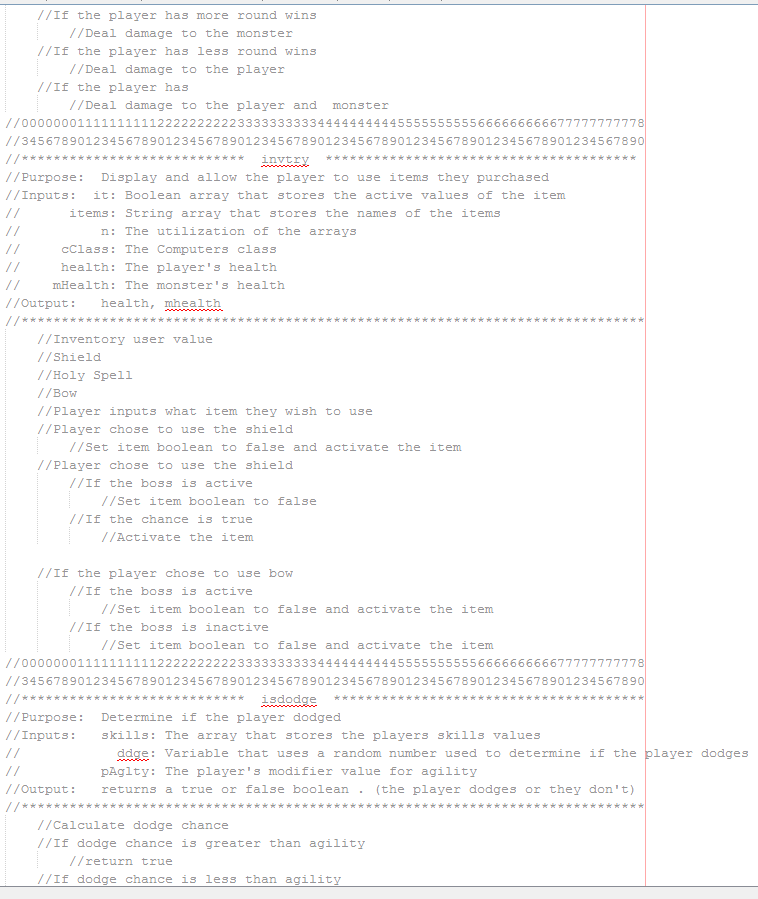 //If the player has more round wins
//Deal damage to the monster
//If the player has less round wins
//Deal damage to the player
//If the player has
//Deal damage to the player and  monster
//000000011111111112222222222333333333344444444445555555555666666666677777777778
//345678901234567890123456789012345678901234567890123456789012345678901234567890
//****************************  invtry  ***************************************
//Purpose:  Display and allow the player to use items they purchased
//Inputs:  it: Boolean array that stores the active values of the item
//      items: String array that stores the names of the items
//          n: The utilization of the arrays
//     cClass: The Computers class
//     health: The player's health
//    mHealth: The monster's health
//Output:   health, mhealth
//******************************************************************************
//Inventory user value
//Shield
//Holy Spell
//Bow
//Player inputs what item they wish to use
//Player chose to use the shield
//Set item boolean to false and activate the item
//Player chose to use the shield
//If the boss is active
//Set item boolean to false
//If the chance is true
//Activate the item
//If the player chose to use bow
//If the boss is active
//Set item boolean to false and activate the item
//If the boss is inactive
//Set item boolean to false and activate the item
//000000011111111112222222222333333333344444444445555555555666666666677777777778
//345678901234567890123456789012345678901234567890123456789012345678901234567890
//****************************  isdodge  ***************************************
//Purpose:  Determine if the player dodged
//Inputs:   skills: The array that stores the players skills values
//            ddge: Variable that uses a random number used to determine if the player dodges
//          pAglty: The player's modifier value for agility
//Output:   returns a true or false boolean . (the player dodges or they don't)
//******************************************************************************
//Calculate dodge chance
//If dodge chance is greater than agility
//return true
//If dodge chance is less than agility